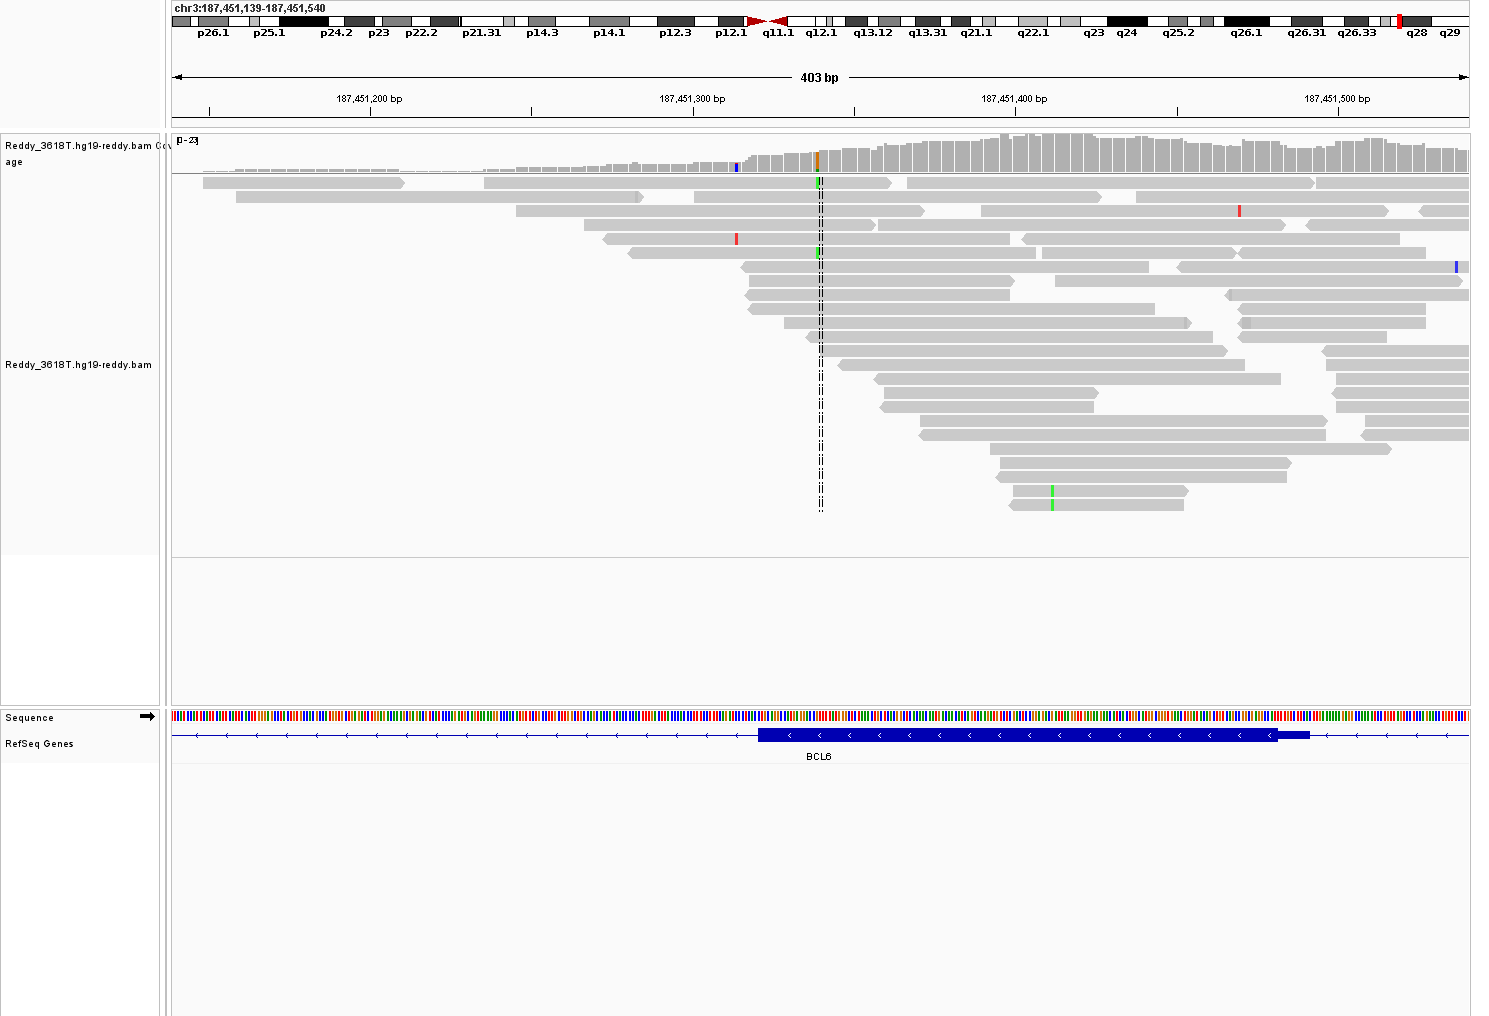 chr3:187,451,139-187,451,540
p26.1 p25.1 p24.2 p23 p22.2 p21.31 p14.3 p14.1 p12.3 p12.1 q11.1 q12.1 q13.12 q13.31 q21.1 q22.1 q23 q24 q25.2 q26.1 q26.31 q26.33 q28 q29
403 bp
187,451,200 bp 187,451,300 bp 187,451,400 bp 187,451,500 bp
Reddy_3618T.hg19-reddy.bam Cov
age
[0 - 23]
Reddy_3618T.hg19-reddy.bam
Sequence
RefSeq Genes
BCL6